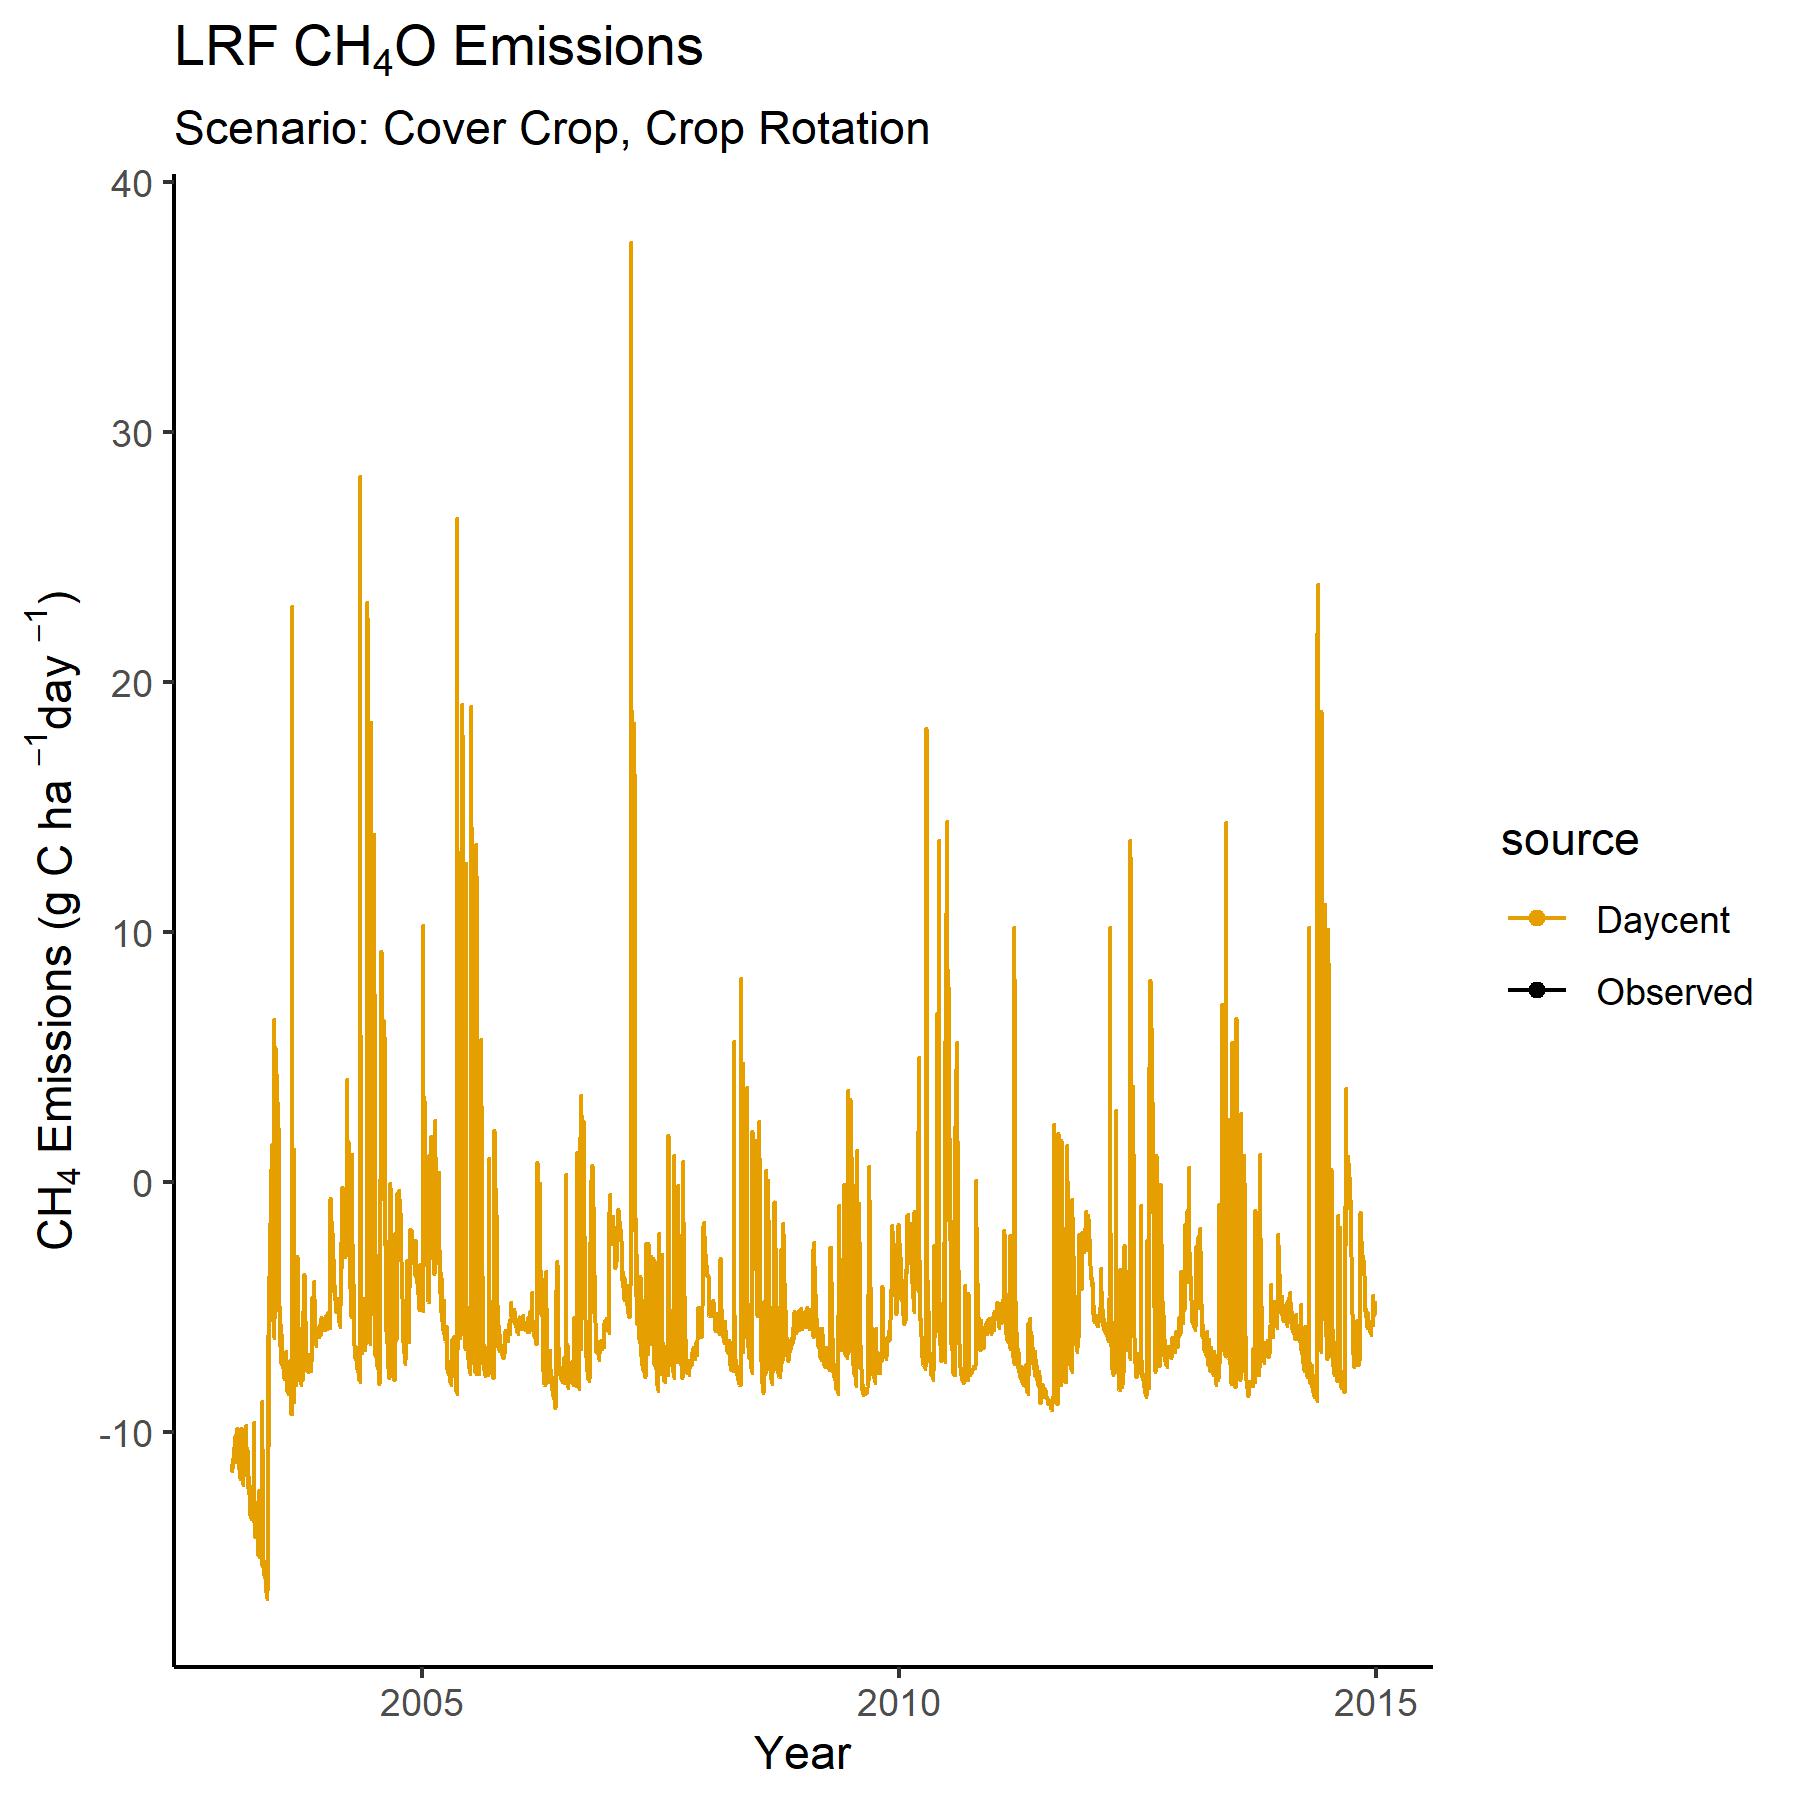 LRF CH₄O Emissions
Scenario: Cover Crop, Crop Rotation
CH₄ Emissions (g C ha ⁻¹day ⁻¹)
40
30
20
10
0
-10
2005
2010
2015
Year
source
Daycent
Observed